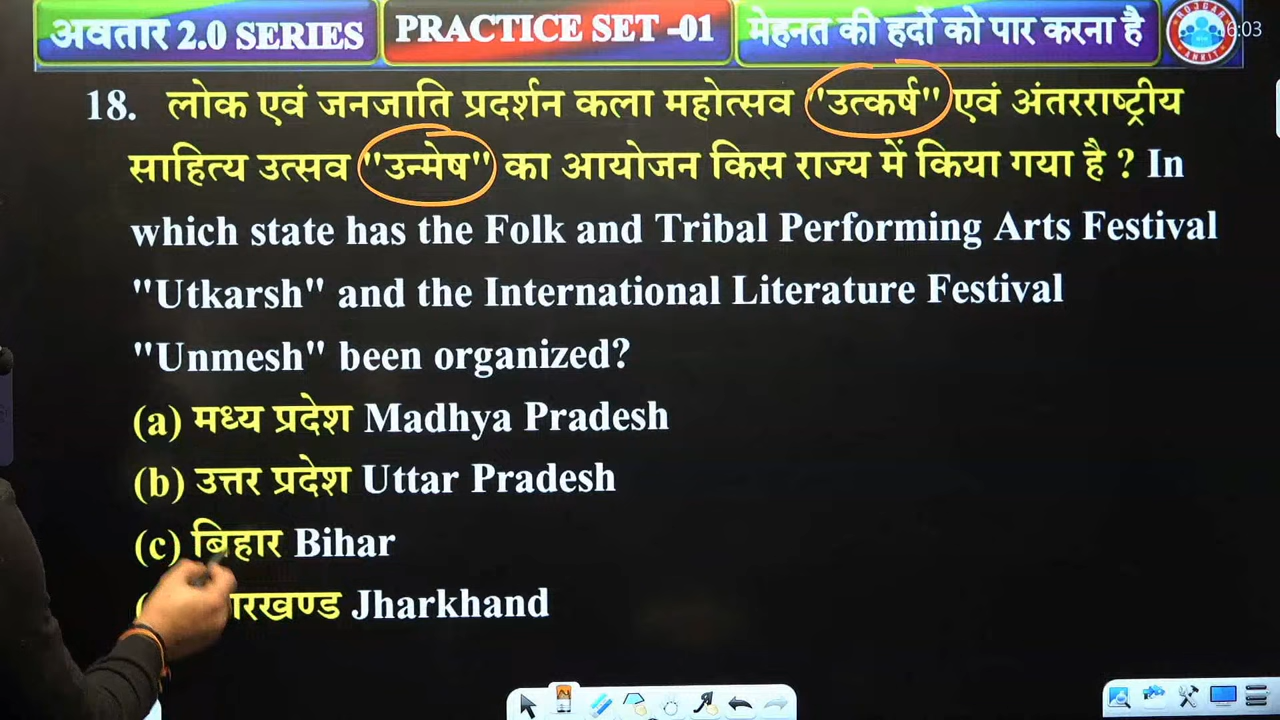 अवतार 2.0 SERIES
PRACTICE SET -01
मेहनत की हदों को पार करना है
6:03
18. लोक एवं जनजाति प्रदर्शन कला महोत्सव "उत्कर्ष" एवं अंतरराष्ट्रीय
साहित्य उत्सव "उन्मेष" का आयोजन किस राज्य में किया गया है ? In
which state has the Folk and Tribal Performing Arts Festival
"Utkarsh" and the International Literature Festival
"Unmesh" been organized?
(a) मध्य प्रदेश Madhya Pradesh
(b) उत्तर प्रदेश Uttar Pradesh
(c) बिहार Bihar
Jharkhand